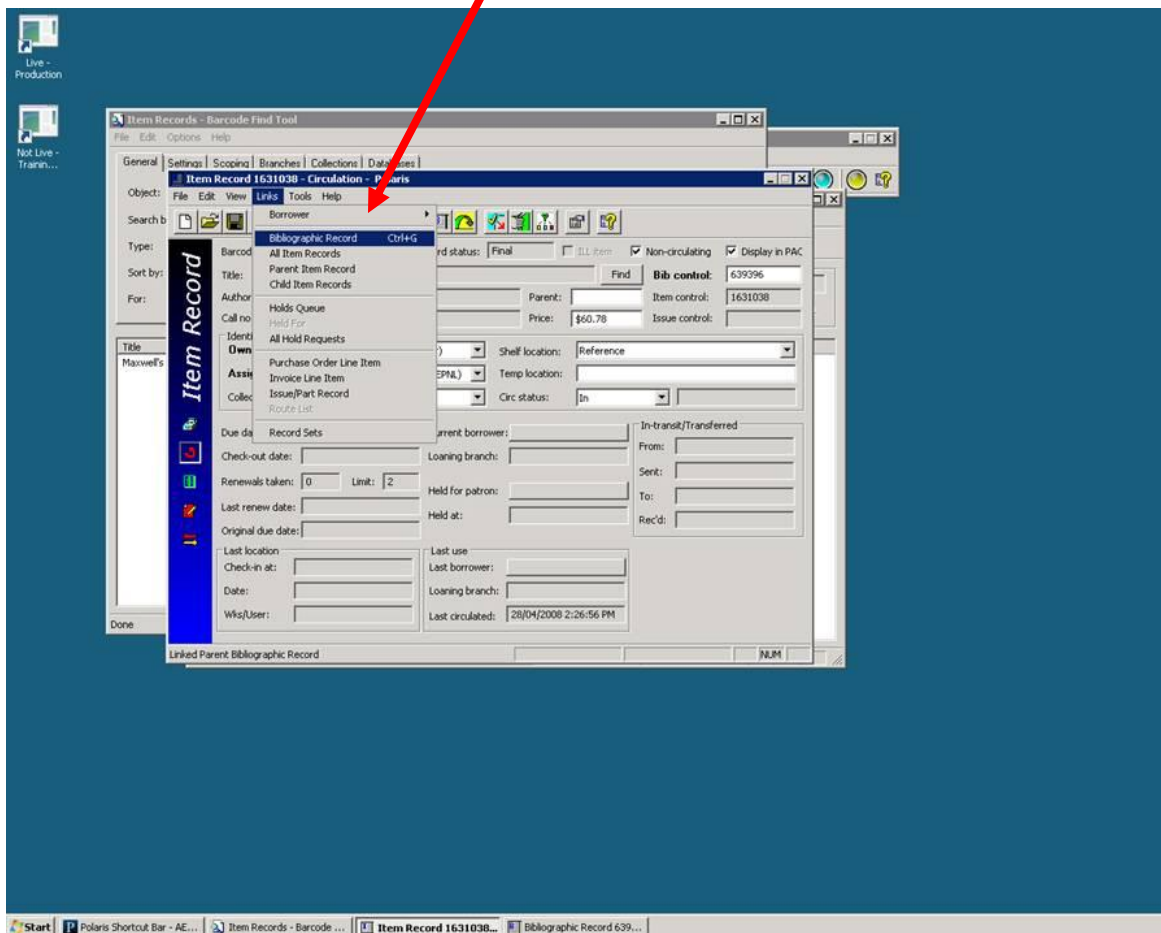 Live -
Production
Not Live -
Trainin...
Item Records - Barcode Find Tool
File Edit Options Help
General Settings Scoping Branches Collections Databases
Object:
Search b
Type:
Sort by:
For:
Title
Maxwell's
Done
Item Record 1631038 - Circulation - Polaris
File Edit View Links Tools Help
Borrower
Bibliographic Record Ctrl+G
All Item Records
Parent Item Record
Child Item Records
Holds Queue
Held For
All Hold Requests
Purchase Order Line Item
Invoice Line Item
Issue/Part Record
Route List
Record Sets
Item Record
Barcod rd status: Final ILL item Non-circulating Display in PAC
Title: Find Bib control: 639396
Author Parent: Item control: 1631038
Call no Price: $60.78 Issue control:
Identi
Own ) Shelf location: Reference
Assig EPNL) Temp location:
Collec Circ status: In
Due da urrent borrower:
Check-out date: Loaning branch:
Renewals taken: 0 Limit: 2
Held for patron:
Last renew date:
Held at:
Original due date:
In-transit/Transferred
From:
Sent:
To:
Rec'd:
Last location
Check-in at:
Date:
Wks/User:
Last use
Last borrower:
Loaning branch:
Last circulated: 28/04/2008 2:26:56 PM
Linked Parent Bibliographic Record NUM
Start Polaris Shortcut Bar - AE... Item Records - Barcode ... Item Record 1631038... Bibliographic Record 639...